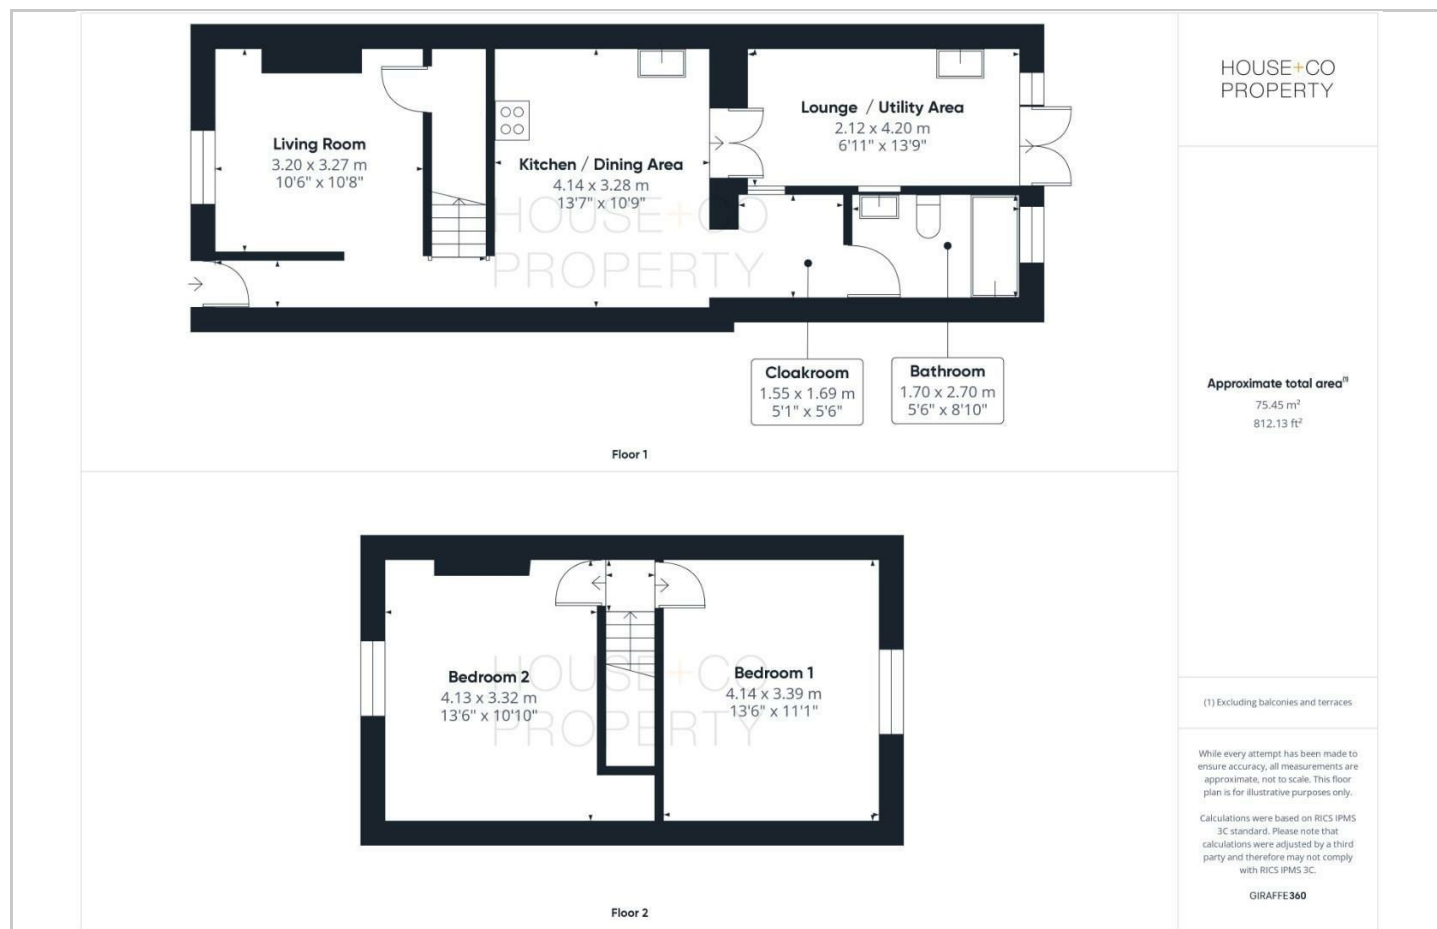 Living Room
3.20 x 3.27 m
10'6" x 10'8"
Kitchen / Dining Area
4.14 x 3.28 m
13'7" x 10'9"
Lounge / Utility Area
2.12 x 4.20 m
6'11" x 13'9"
HOUSE+CO
PROPERTY
Cloakroom
1.55 x 1.69 m
5'1" x 5'6"
Bathroom
1.70 x 2.70 m
5'6" x 8'10"
Floor 1
Bedroom 2
4.13 x 3.32 m
13'6" x 10'10"
Bedroom 1
4.14 x 3.39 m
13'6" x 11'1"
HOUSE+CO
PROPERTY
Floor 2
HOUSE+CO
PROPERTY
Approximate total area(1)
75.45 m²
812.13 ft²
(1) Excluding balconies and terraces
While every attempt has been made to
ensure accuracy, all measurements are
approximate, not to scale. This floor
plan is for illustrative purposes only.
Calculations were based on RICS IPMS
3C standard. Please note that
calculations were adjusted by a third
party and therefore may not comply
with RICS IPMS 3C.
GIRAFFE360